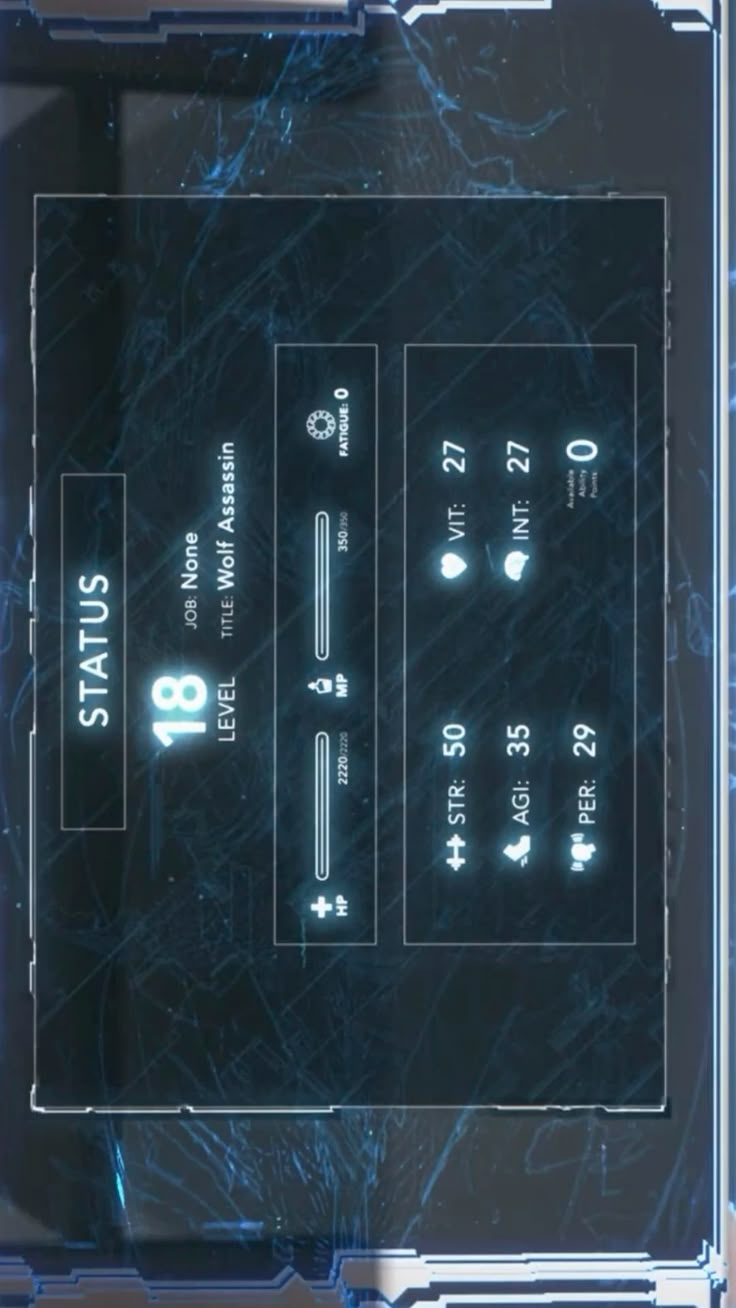 STATUS
18
LEVEL
JOB: None
TITLE: Wolf Assassin
HP
2220/2220
MP
350/350
FATIGUE: 0
STR: 50
VIT: 27
AGI: 35
INT: 27
PER: 29
Available
Ability
Points
0